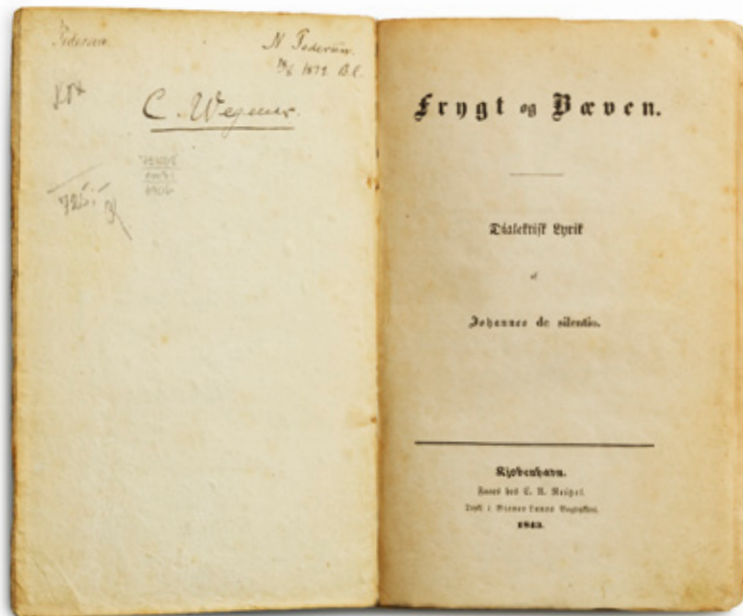 Pedersen.
N Pedersen.
1872
C. Wegener.
Frygt og Bæven.
Dialektisk Lyrik
af
Johannes de silentio.
Kjøbenhavn.
Faaes hos C. A. Reitzel.
Trykt i Bianco Lunos Bogtrykkeri.
1843.